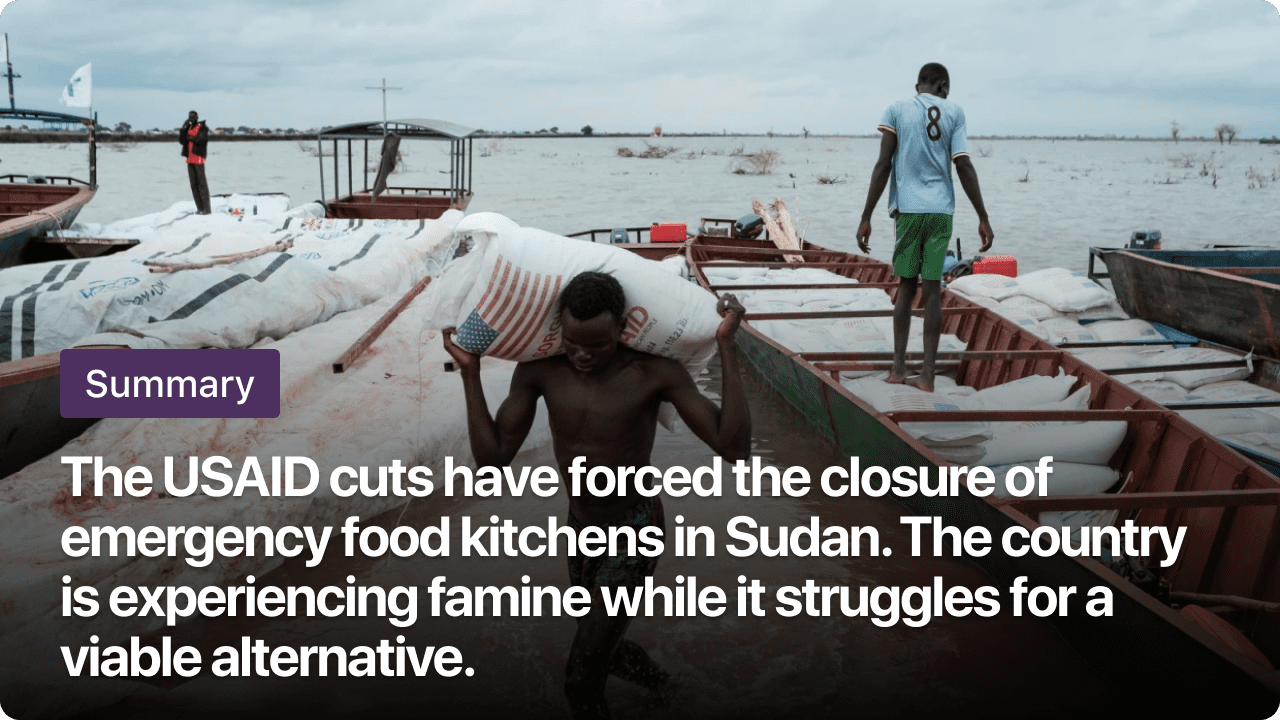 8
Summary
The USAID cuts have forced the closure of
emergency food kitchens in Sudan. The country
is experiencing famine while it struggles for a
viable alternative.